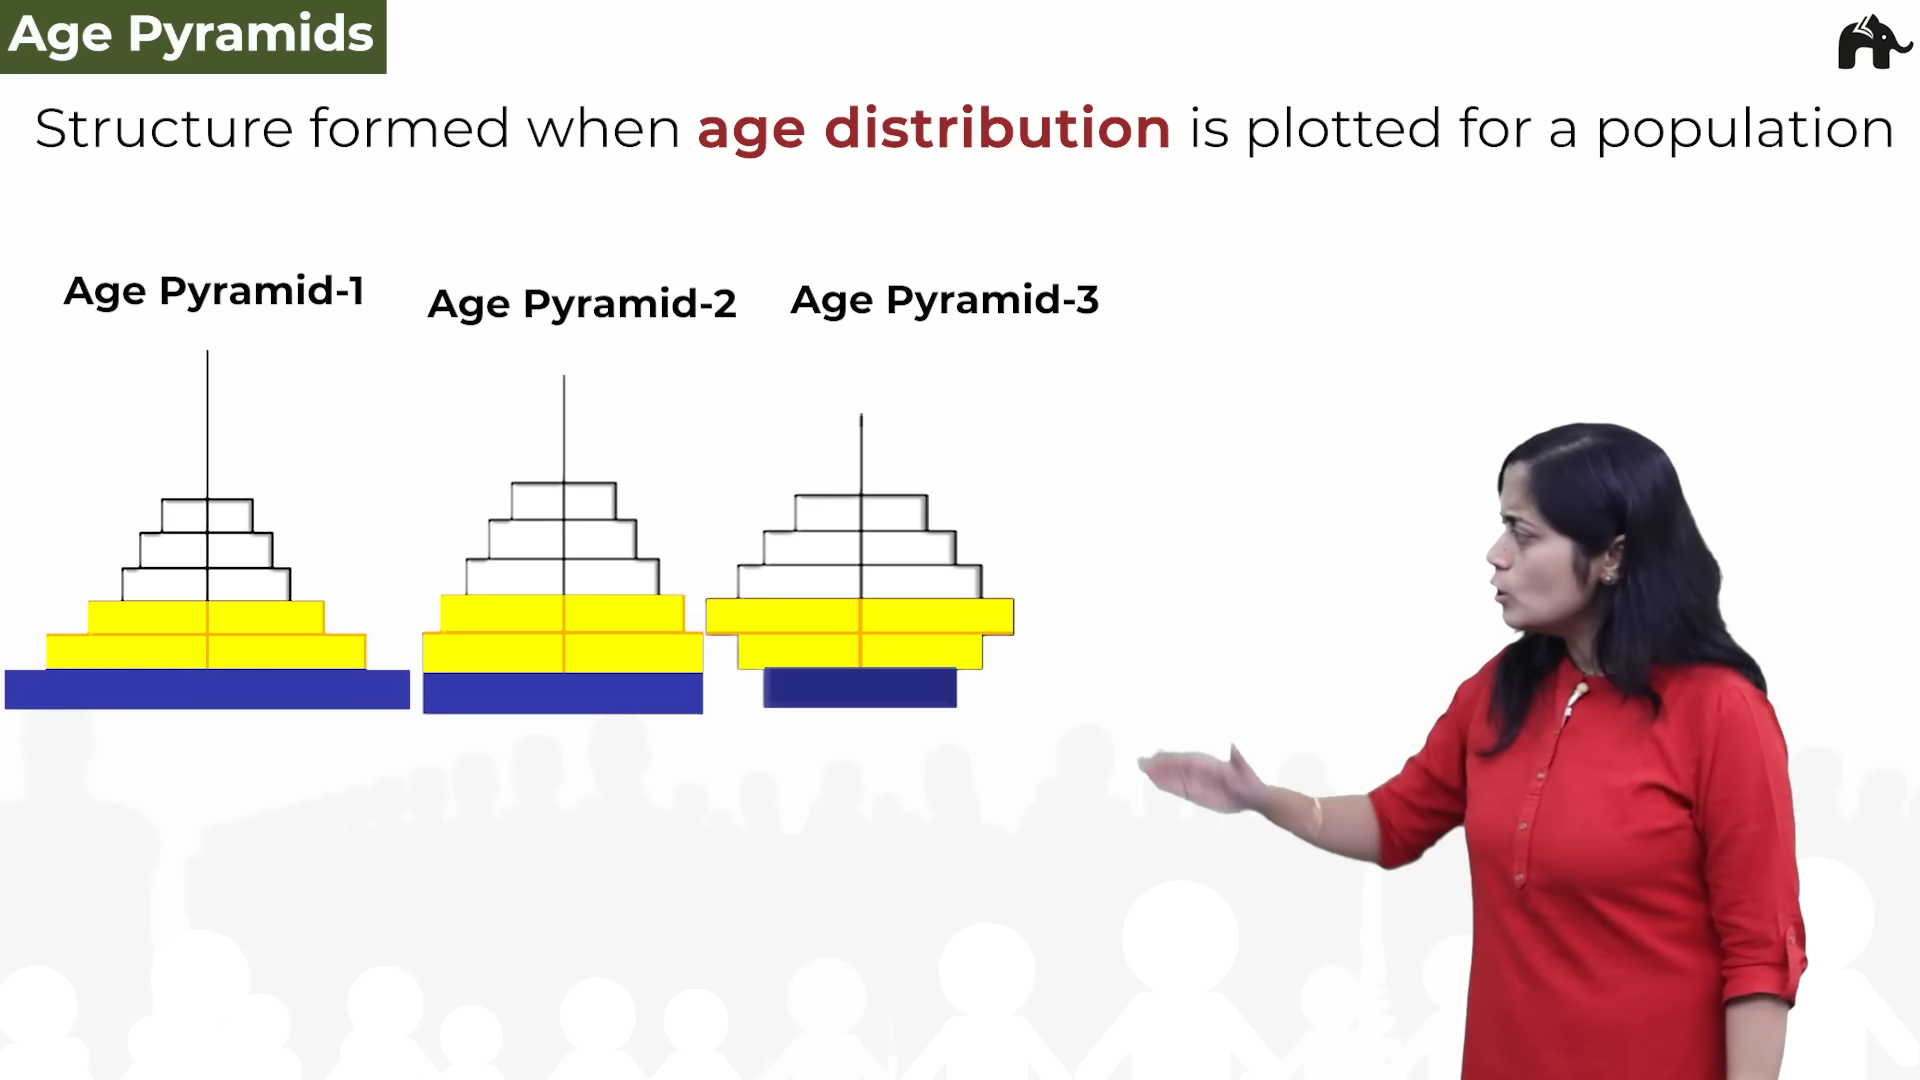 Age Pyramids
Structure formed when age distribution is plotted for a population
Age Pyramid-1
Age Pyramid-2
Age Pyramid-3